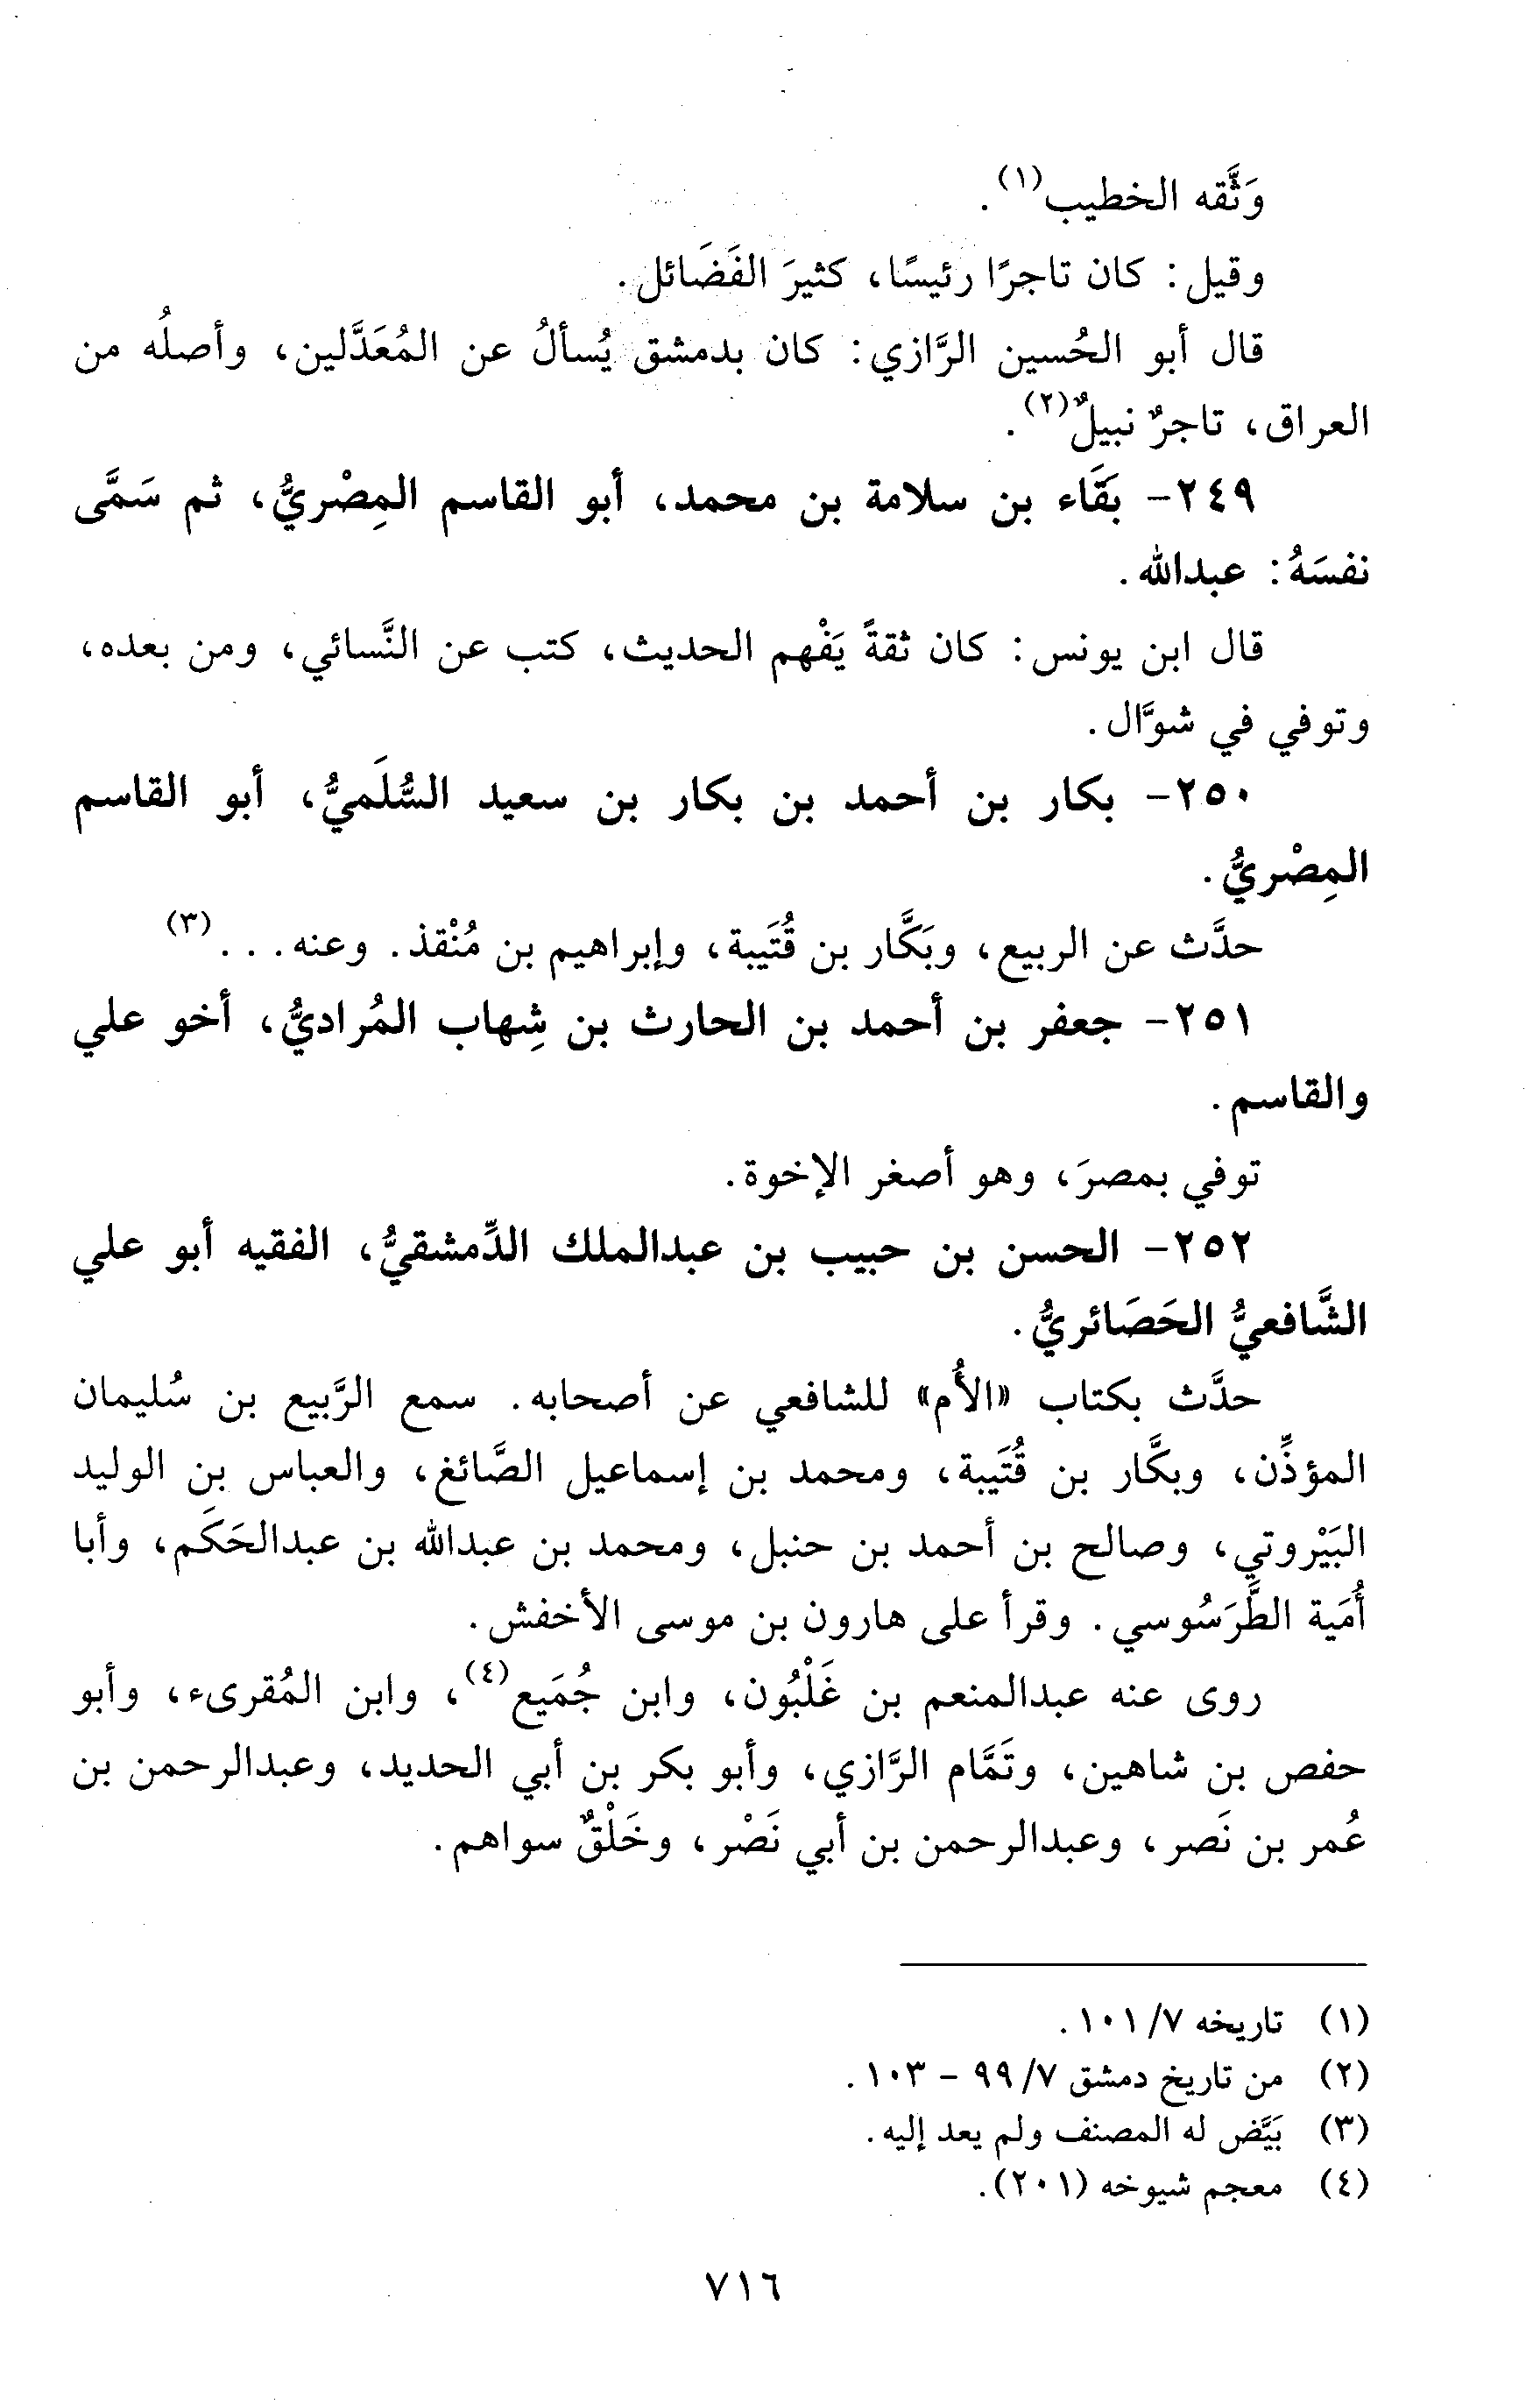 وَثَّقه الخطيب(١).
وقيل: كان تاجرًا رئيسًا، كثيرَ الفَضَائل.
قال أبو الحُسين الرَّازي: كان بدمشق يُسألُ عن المُعَدَّلين، وأصلُه من
العراق، تاجرٌ نبيلٌ(٢).
٢٤٩- بَقَاء بن سلامة بن محمد، أبو القاسم المِصْريُّ، ثم سَمَّى
نفسَهُ: عبدالله.
قال ابن يونس: كان ثقةً يَفْهم الحديث، كتب عن النَّسائي، ومن بعده،
وتوفي في شوَّال.
٢٥٠- بكار بن أحمد بن بكار بن سعيد السُّلَميُّ، أبو القاسم
المِصْريُّ.
حدَّث عن الربيع، وبَكَّار بن قُتَيبة، وإبراهيم بن مُنْقذ. وعنه...(٣)
٢٥١- جعفر بن أحمد بن الحارث بن شِهاب المُراديُّ، أخو علي
والقاسم.
توفي بمصرَ، وهو أصغر الإخوة.
٢٥٢- الحسن بن حبيب بن عبدالملك الدِّمشقيُّ، الفقيه أبو علي
الشَّافعيُّ الحَصَائريُّ.
حدَّث بكتاب «الأُم» للشافعي عن أصحابه. سمع الرَّبيع بن سُليمان
المؤذِّن، وبكَّار بن قُتَيبة، ومحمد بن إسماعيل الصَّائغ، والعباس بن الوليد
البَيْروتي، وصالح بن أحمد بن حنبل، ومحمد بن عبدالله بن عبدالحَكَم، وأبا
أُمَية الطَّرَسُوسي. وقرأ على هارون بن موسى الأخفش.
روى عنه عبدالمنعم بن غَلْبُون، وابن جُمَيع(٤)، وابن المُقرىء، وأبو
حفص بن شاهين، وتَمَّام الرَّازي، وأبو بكر بن أبي الحديد، وعبدالرحمن بن
عُمر بن نَصر، وعبدالرحمن بن أبي نَصْر، وخَلْقٌ سواهم.
(١) تاريخه ٧/ ١٠١.
(٢) من تاريخ دمشق ٧/ ٩٩ - ١٠٣.
(٣) بَيَّض له المصنف ولم يعد إليه.
(٤) معجم شيوخه (٢٠١).
٧١٦